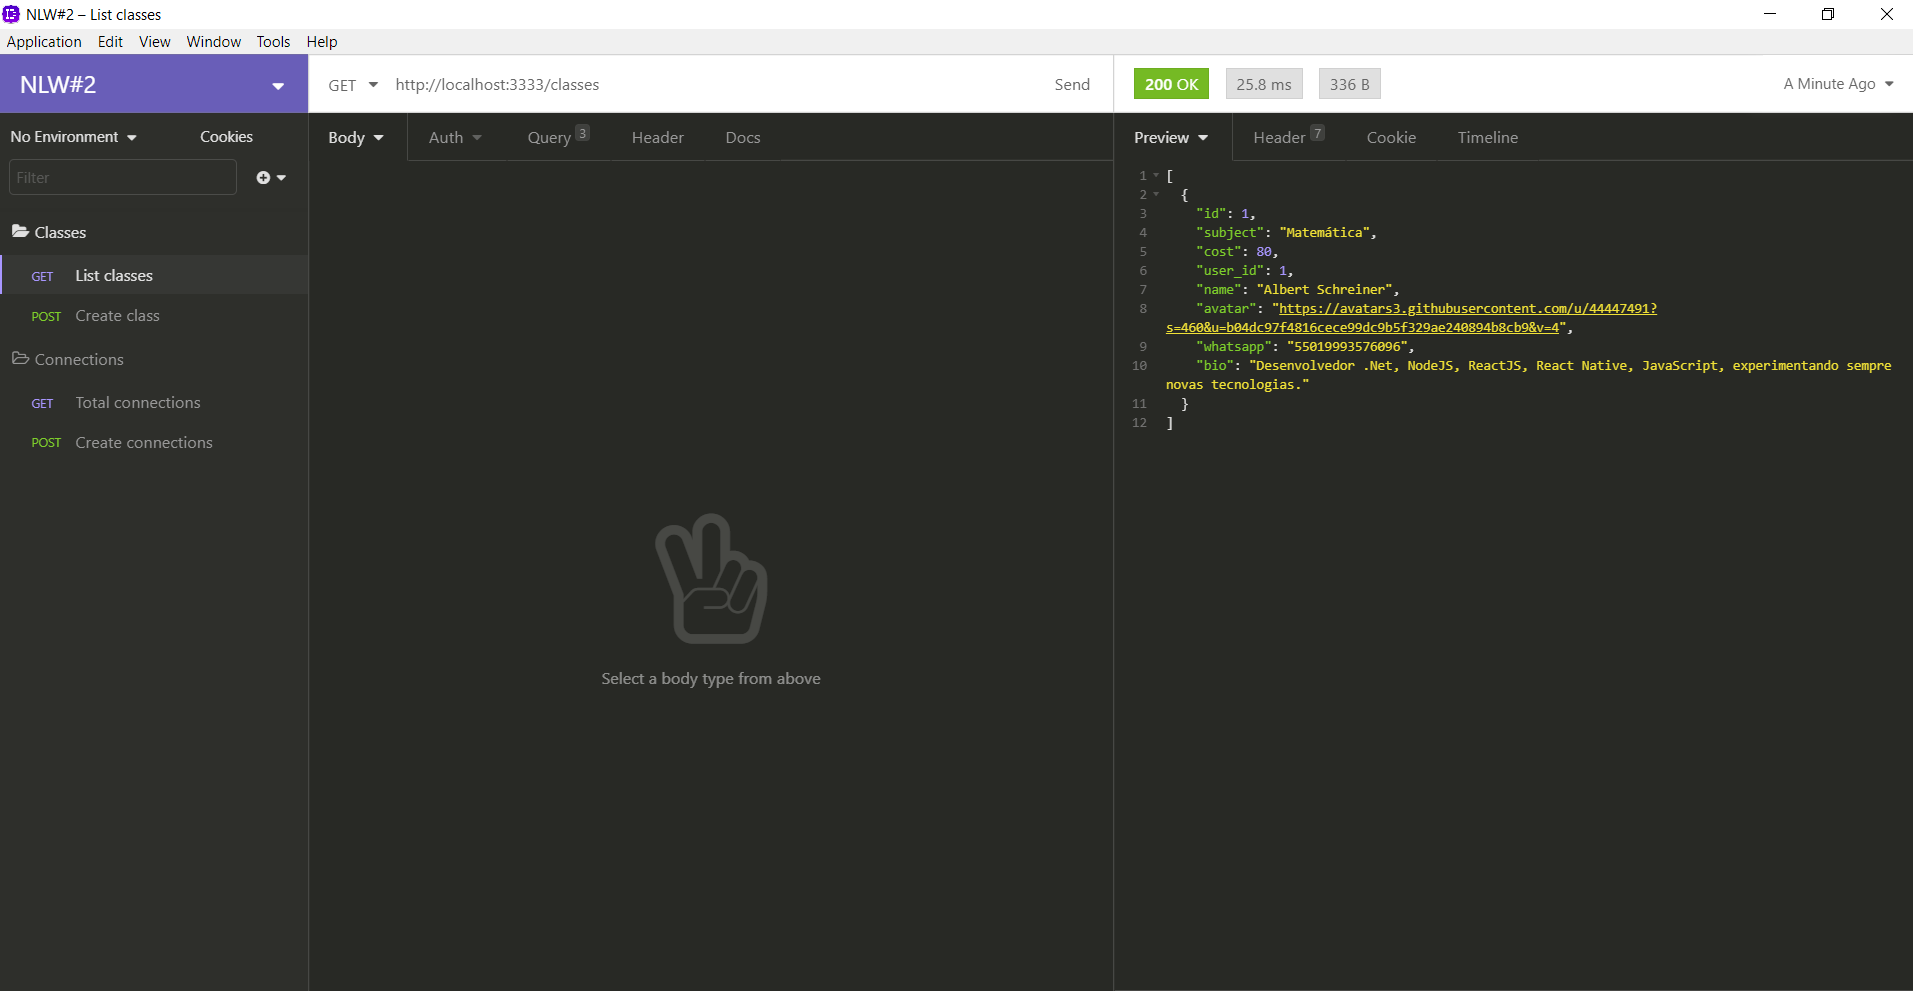 NLW#2 – List classes
Application Edit View Window Tools Help
NLW#2
GET http://localhost:3333/classes Send
200 OK 25.8 ms 336 B A Minute Ago
No Environment Cookies
Body Auth Query 3 Header Docs
Preview Header 7 Cookie Timeline
Filter
Classes
GET List classes
POST Create class
Connections
GET Total connections
POST Create connections
Select a body type from above
1 [
2 {
3 "id": 1,
4 "subject": "Matemática",
5 "cost": 80,
6 "user_id": 1,
7 "name": "Albert Schreiner",
8 "avatar": "https://avatars3.githubusercontent.com/u/44447491?
s=460&u=b04dc97f4816cece99dc9b5f329ae240894b8cb9&v=4",
9 "whatsapp": "55019993576096",
10 "bio": "Desenvolvedor .Net, NodeJS, ReactJS, React Native, JavaScript, experimentando sempre
novas tecnologias."
11 }
12 ]